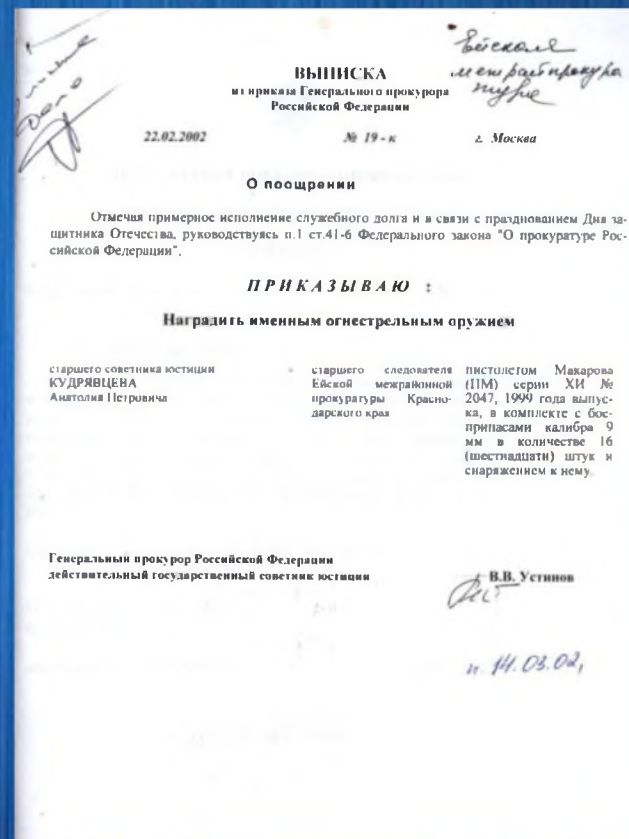 личное
дело
Ейская
межрайпрокура
тура
ВЫПИСКА
из приказа Генерального прокурора
Российской Федерации
22.02.2002 № 19-к г. Москва
О поощрении
Отмечая примерное исполнение служебного долга и в связи с празднованием Дня за-
щитника Отечества, руководствуясь п.1 ст.41-6 Федерального закона "О прокуратуре Рос-
сийской Федерации",
ПРИКАЗЫВАЮ :
Наградить именным огнестрельным оружием
старшего советника юстиции
КУДРЯВЦЕВА
Анатолия Петровича
- старшего следователя
Ейской межрайонной
прокуратуры Красно-
дарского края
пистолетом Макарова
(ПМ) серии ХИ №
2047, 1999 года выпус-
ка, в комплекте с бое-
припасами калибра 9
мм в количестве 16
(шестнадцати) штук и
снаряжением к нему.
Генеральный прокурор Российской Федерации
действительный государственный советник юстиции В.В. Устинов
п. 14.03.02,